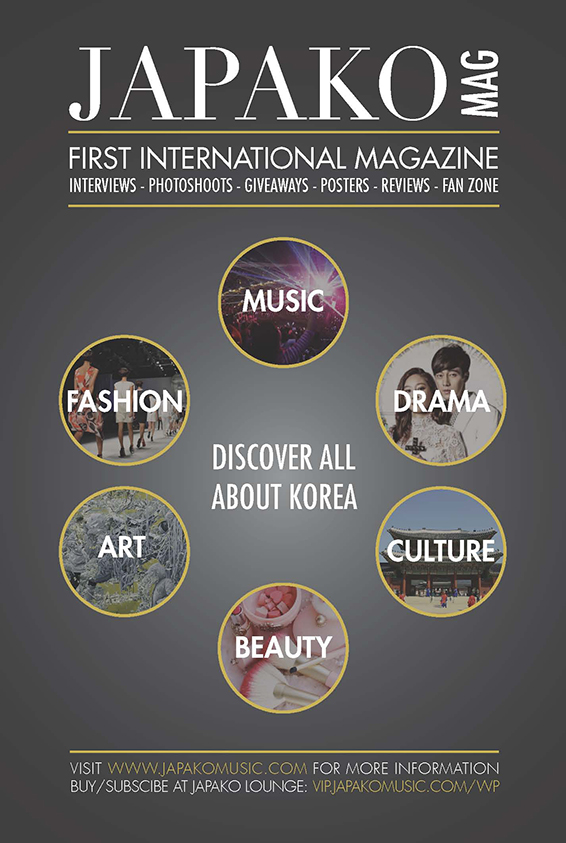 JAPAKO MAG
FIRST INTERNATIONAL MAGAZINE
INTERVIEWS - PHOTOSHOOTS - GIVEAWAYS - POSTERS - REVIEWS - FAN ZONE
MUSIC
FASHION
DRAMA
DISCOVER ALL
ABOUT KOREA
ART
CULTURE
BEAUTY
VISIT WWW.JAPAKOMUSIC.COM FOR MORE INFORMATION
BUY/SUBSCIBE AT JAPAKO LOUNGE: VIP.JAPAKOMUSIC.COM/WP